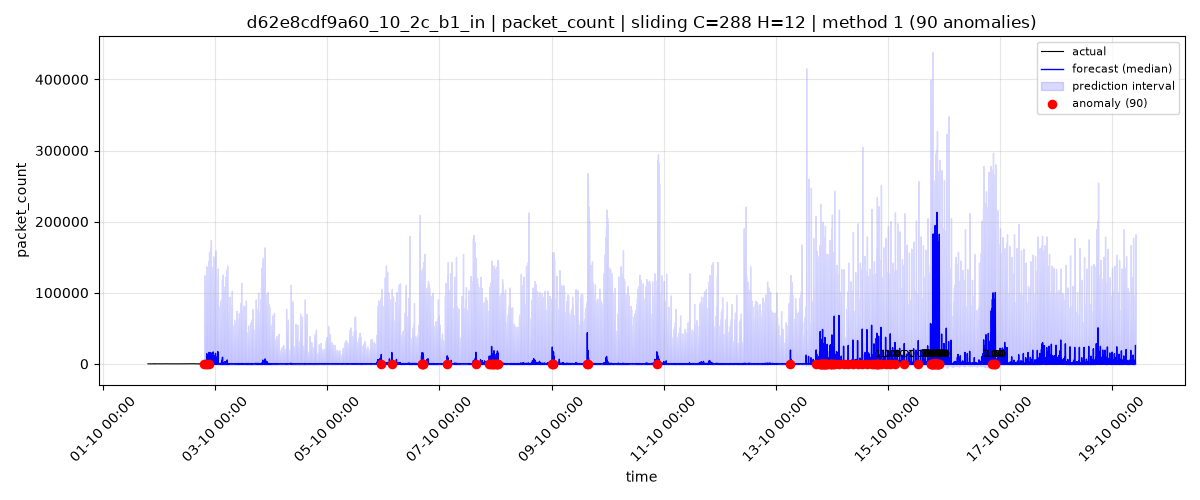 d62e8cdf9a60_10_2c_b1_in | packet_count | sliding C=288 H=12 | method 1 (90 anomalies)
actual
forecast (median)
prediction interval
anomaly (90)
packet_count
400000
300000
200000
100000
0
01-10 00:00
03-10 00:00
05-10 00:00
07-10 00:00
09-10 00:00
11-10 00:00
13-10 00:00
15-10 00:00
17-10 00:00
19-10 00:00
time